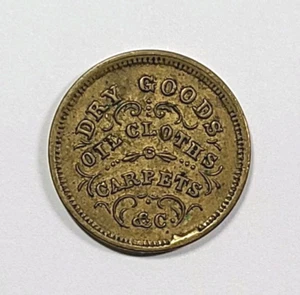 DRY GOODS
OIL CLOTHS
CARPETS
&C.